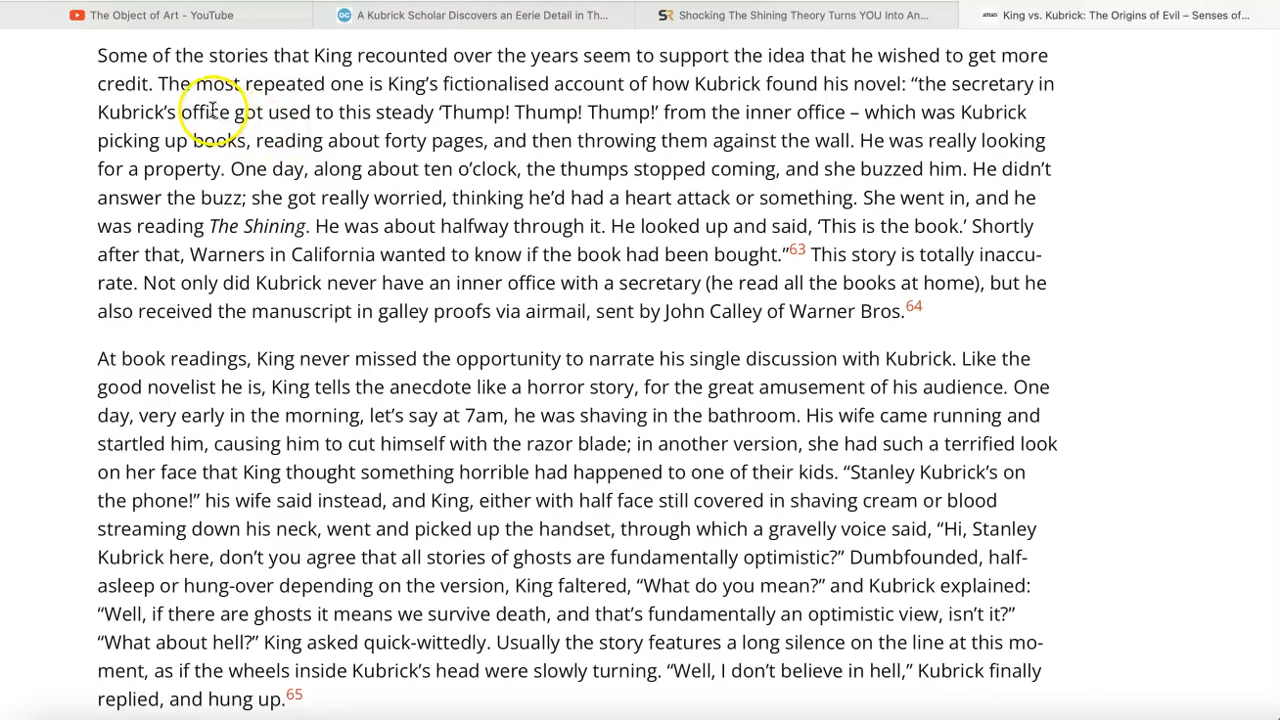 The Object of Art - YouTube
A Kubrick Scholar Discovers an Eerie Detail in Th...
Shocking The Shining Theory Turns YOU Into An...
King vs. Kubrick: The Origins of Evil – Senses of...
Some of the stories that King recounted over the years seem to support the idea that he wished to get more
credit. The most repeated one is King’s fictionalised account of how Kubrick found his novel: “the secretary in
Kubrick’s office got used to this steady ‘Thump! Thump! Thump!’ from the inner office – which was Kubrick
picking up books, reading about forty pages, and then throwing them against the wall. He was really looking
for a property. One day, along about ten o’clock, the thumps stopped coming, and she buzzed him. He didn’t
answer the buzz; she got really worried, thinking he’d had a heart attack or something. She went in, and he
was reading The Shining. He was about halfway through it. He looked up and said, ‘This is the book.’ Shortly
after that, Warners in California wanted to know if the book had been bought.”63 This story is totally inaccu-
rate. Not only did Kubrick never have an inner office with a secretary (he read all the books at home), but he
also received the manuscript in galley proofs via airmail, sent by John Calley of Warner Bros.64
At book readings, King never missed the opportunity to narrate his single discussion with Kubrick. Like the
good novelist he is, King tells the anecdote like a horror story, for the great amusement of his audience. One
day, very early in the morning, let’s say at 7am, he was shaving in the bathroom. His wife came running and
startled him, causing him to cut himself with the razor blade; in another version, she had such a terrified look
on her face that King thought something horrible had happened to one of their kids. “Stanley Kubrick’s on
the phone!” his wife said instead, and King, either with half face still covered in shaving cream or blood
streaming down his neck, went and picked up the handset, through which a gravelly voice said, “Hi, Stanley
Kubrick here, don’t you agree that all stories of ghosts are fundamentally optimistic?” Dumbfounded, half-
asleep or hung-over depending on the version, King faltered, “What do you mean?” and Kubrick explained:
“Well, if there are ghosts it means we survive death, and that’s fundamentally an optimistic view, isn’t it?”
“What about hell?” King asked quick-wittedly. Usually the story features a long silence on the line at this mo-
ment, as if the wheels inside Kubrick’s head were slowly turning. “Well, I don’t believe in hell,” Kubrick finally
replied, and hung up.65